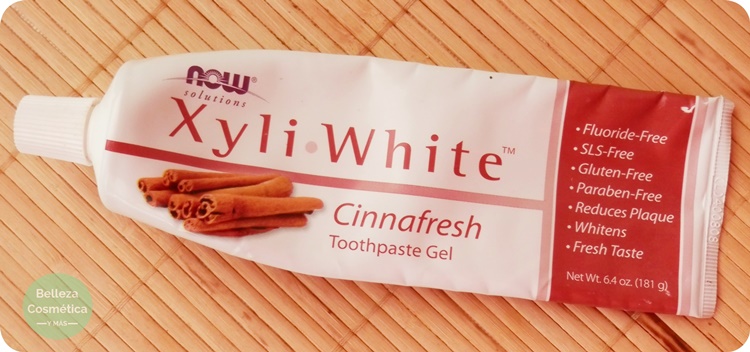 NOW®
solutions
Xyli•White™
Cinnafresh
Toothpaste Gel
• Fluoride-Free
• SLS-Free
• Gluten-Free
• Paraben-Free
• Reduces Plaque
• Whitens
• Fresh Taste
Net Wt. 6.4 oz. (181 g)
Belleza
Cosmética
—Y MÁS—